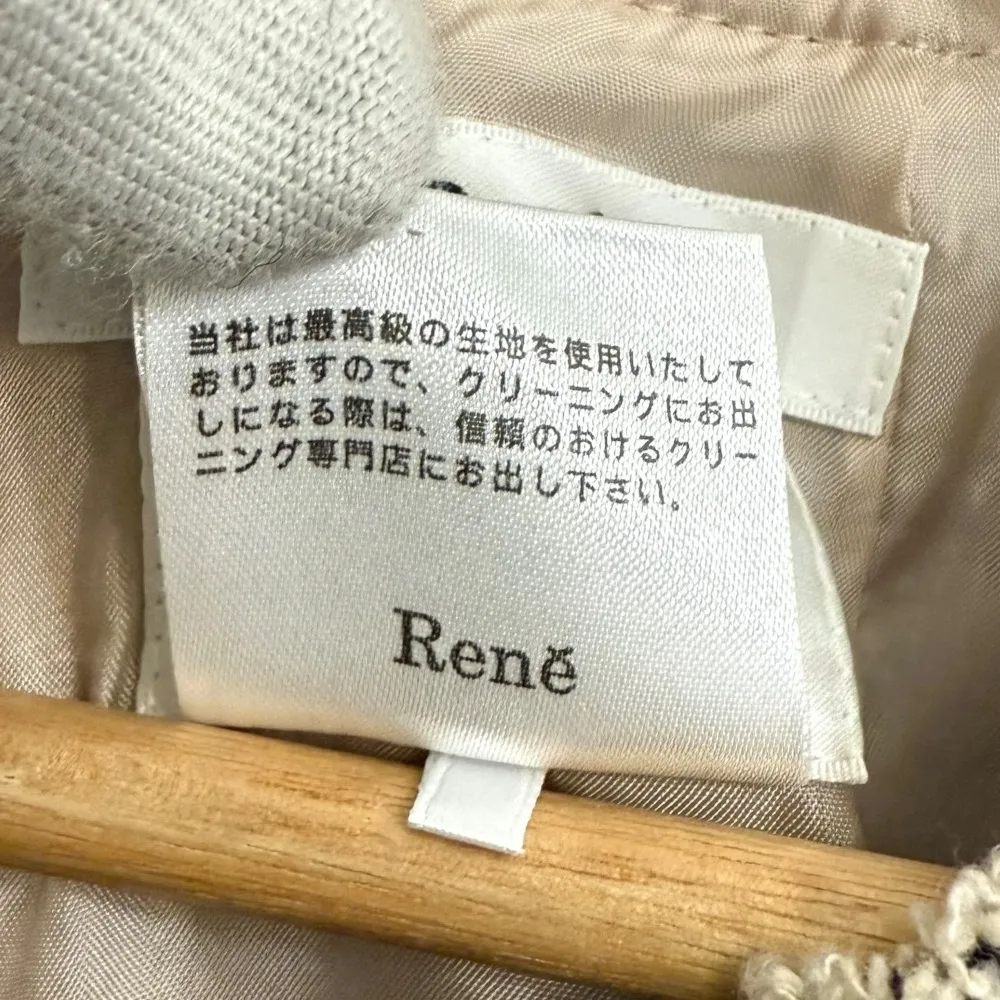 当社は最高級の生地を使用いたして
おりますので、クリーニングにお出
しになる際は、信頼のおけるクリー
ニング専門店にお出し下さい。
Reně